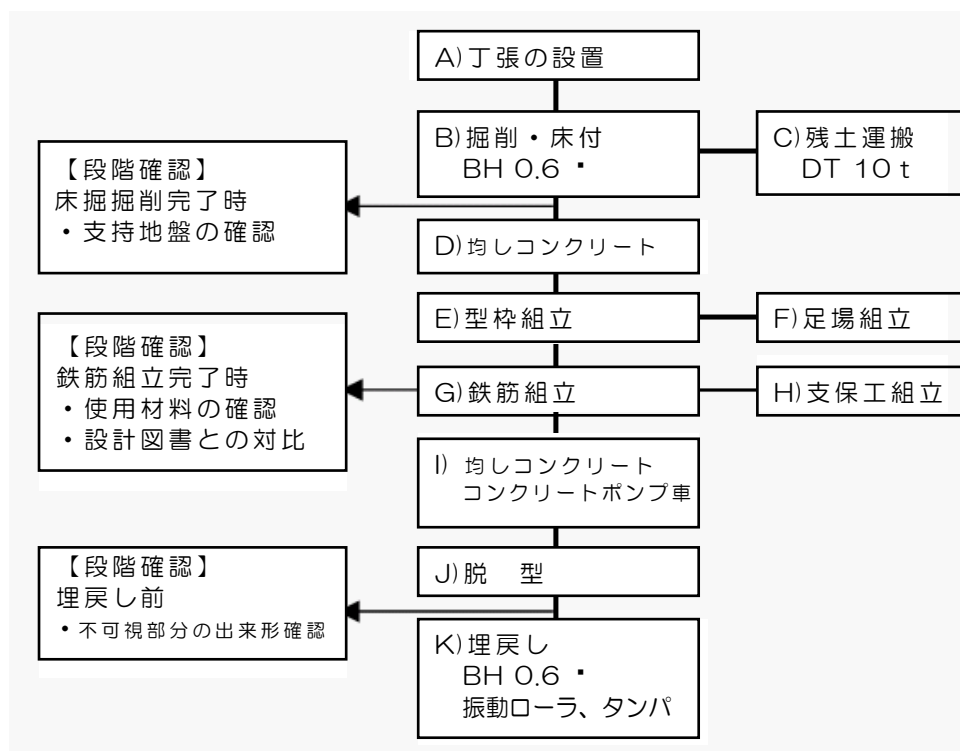 A)丁張の設置
B)掘削・床付
BH 0.6 ▪
C)残土運搬
DT 10ｔ
【段階確認】
床掘掘削完了時
・支持地盤の確認
D)均しコンクリート
E)型枠組立
F)足場組立
【段階確認】
鉄筋組立完了時
・使用材料の確認
・設計図書との対比
G)鉄筋組立
H)支保工組立
I) 均しコンクリート
コンクリートポンプ車
J)脱　型
【段階確認】
埋戻し前
・不可視部分の出来形確認
K)埋戻し
BH 0.6 ▪
振動ローラ、タンパ